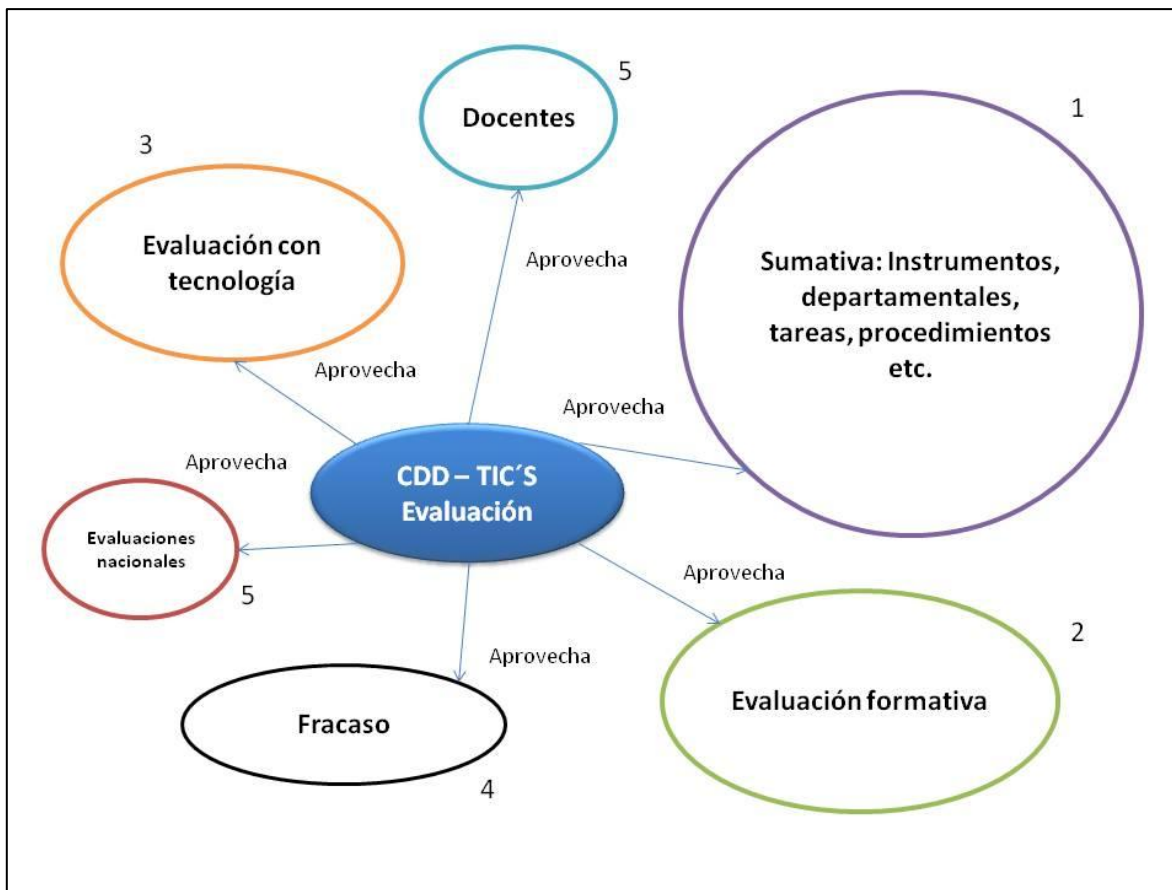 5
Docentes
1
3
Evaluación con
tecnología
Aprovecha
Sumativa: Instrumentos,
departamentales,
tareas, procedimientos
etc.
Aprovecha
Aprovecha
Aprovecha
CDD – TIC´S
Evaluación
Evaluaciones
nacionales
5
Aprovecha
2
Aprovecha
Evaluación formativa
Fracaso
4